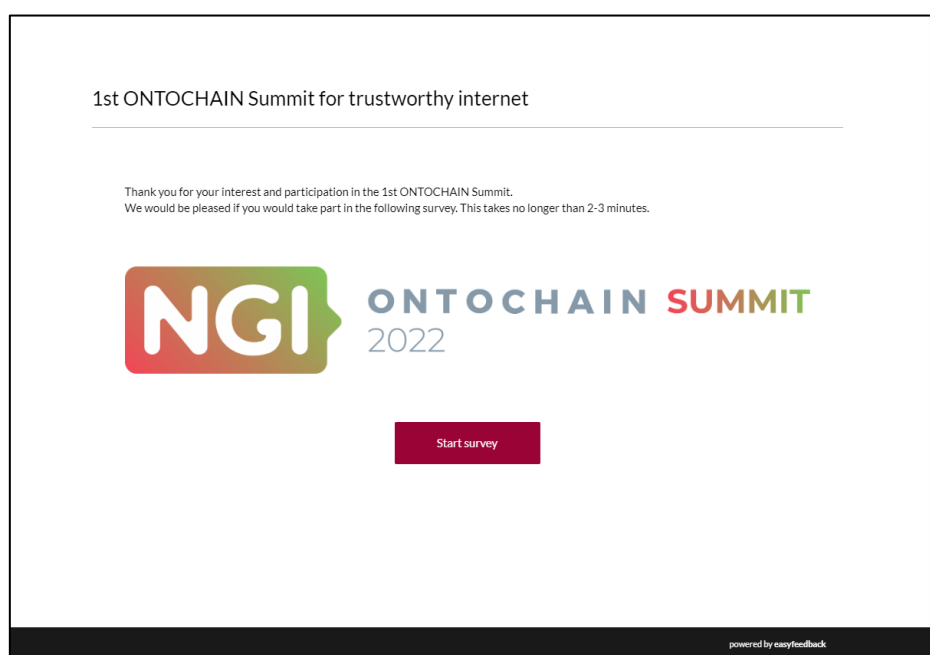 1st ONTOCHAIN Summit for trustworthy internet
Thank you for your interest and participation in the 1st ONTOCHAIN Summit.
We would be pleased if you would take part in the following survey. This takes no longer than 2-3 minutes.
NGI
ONTOCHAIN SUMMIT
2022
Start survey
powered by easyfeedback